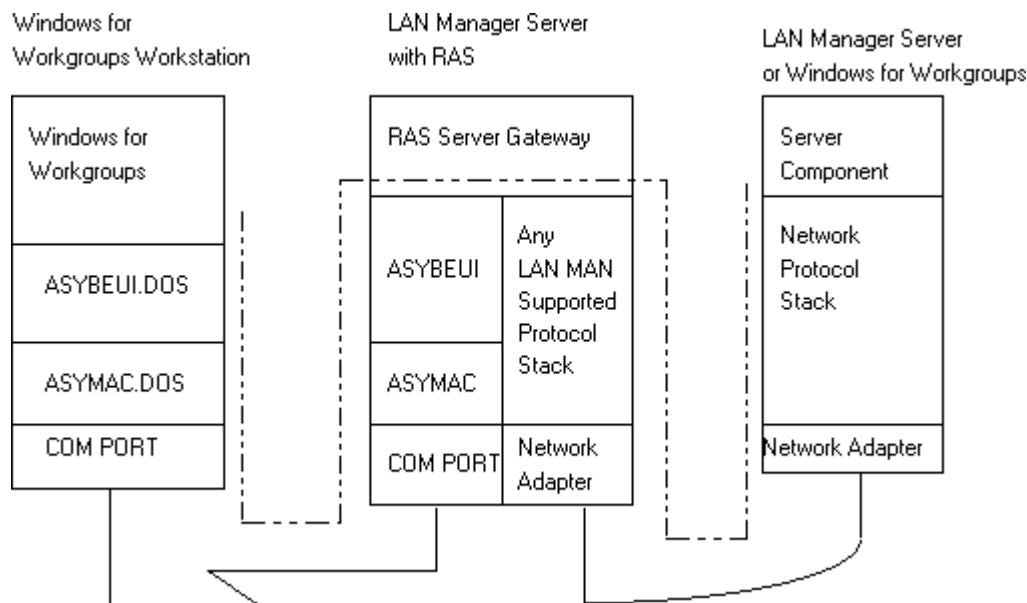 Windows for
Workgroups Workstation
Windows for
Workgroups
ASYBEUI.DOS
ASYMAC.DOS
COM PORT
LAN Manager Server
with RAS
RAS Server Gateway
ASYBEUI
ASYMAC
COM PORT
Any
LAN MAN
Supported
Protocol
Stack
Network
Adapter
LAN Manager Server
or Windows for Workgroups
Server
Component
Network
Protocol
Stack
Network Adapter